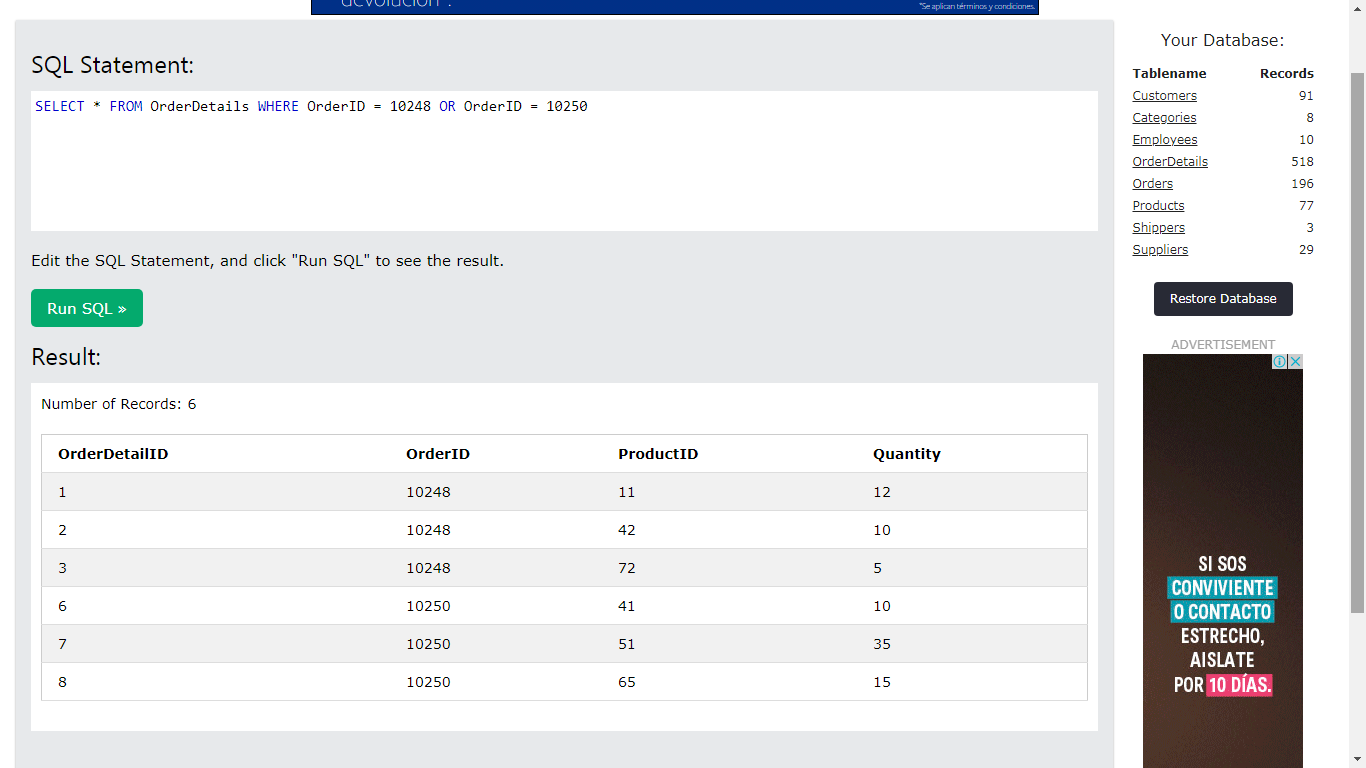 devolución".
*Se aplican términos y condiciones.
SQL Statement:
SELECT * FROM OrderDetails WHERE OrderID = 10248 OR OrderID = 10250
Edit the SQL Statement, and click "Run SQL" to see the result.
Run SQL »
Result:
Number of Records: 6
OrderDetailID OrderID ProductID Quantity
1 10248 11 12
2 10248 42 10
3 10248 72 5
6 10250 41 10
7 10250 51 35
8 10250 65 15
Your Database:
Tablename Records
Customers 91
Categories 8
Employees 10
OrderDetails 518
Orders 196
Products 77
Shippers 3
Suppliers 29
Restore Database
ADVERTISEMENT
SI SOS
CONVIVIENTE
O CONTACTO
ESTRECHO,
AISLATE
POR 10 DÍAS.